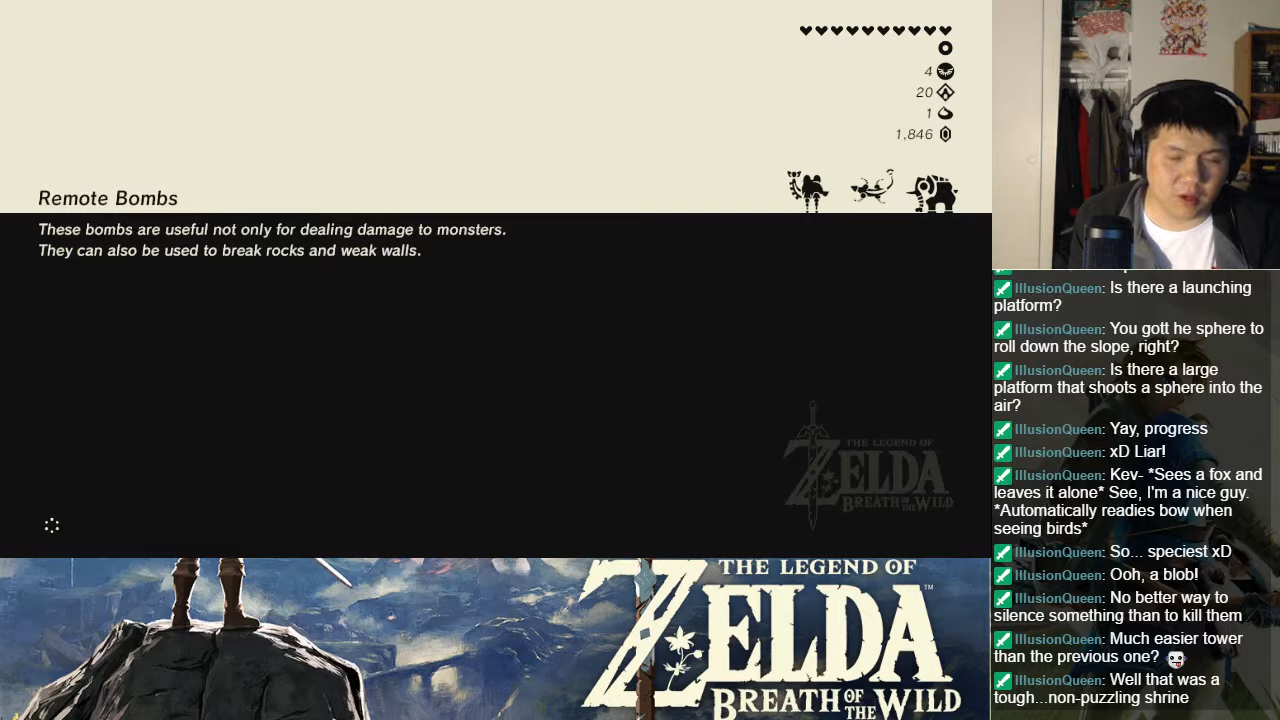 4
20
1
1,846
Remote Bombs
These bombs are useful not only for dealing damage to monsters.
They can also be used to break rocks and weak walls.
THE LEGEND OF
ZELDA
BREATH OF THE WILD
THE LEGEND OF
ZELDA™
BREATH OF THE WILD
IllusionQueen: Is there a launching
platform?
IllusionQueen: You gott he sphere to
roll down the slope, right?
IllusionQueen: Is there a large
platform that shoots a sphere into the
air?
IllusionQueen: Yay, progress
IllusionQueen: xD Liar!
IllusionQueen: Kev- *Sees a fox and
leaves it alone* See, I'm a nice guy.
*Automatically readies bow when
seeing birds*
IllusionQueen: So... speciest xD
IllusionQueen: Ooh, a blob!
IllusionQueen: No better way to
silence something than to kill them
IllusionQueen: Much easier tower
than the previous one?
IllusionQueen: Well that was a
tough...non-puzzling shrine